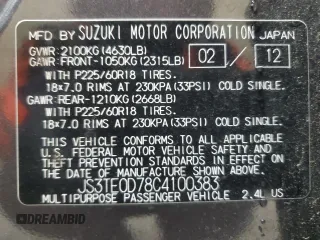 MFD BY SUZUKI MOTOR CORPORATION JAPAN
GVWR: 2100KG (4630LB)
GAWR: FRONT-1050KG (2315LB) 02 / 12
WITH P225/60R18 TIRES.
18×7.0 RIMS AT 230KPA (33PSI) COLD SINGLE.
GAWR: REAR-1210KG (2668LB)
WITH P225/60R18 TIRES.
18×7.0 RIMS AT 230KPA (33PSI) COLD SINGLE.
THIS VEHICLE CONFORMS TO ALL APPLICABLE
U.S. FEDERAL MOTOR VEHICLE SAFETY AND
THEFT PREVENTION STANDARDS IN EFFECT ON
THE DATE OF MANUFACTURE SHOWN ABOVE.
JS3TE0D78C4100383
MULTIPURPOSE PASSENGER VEHICLE 2.4L US
DREAMBID